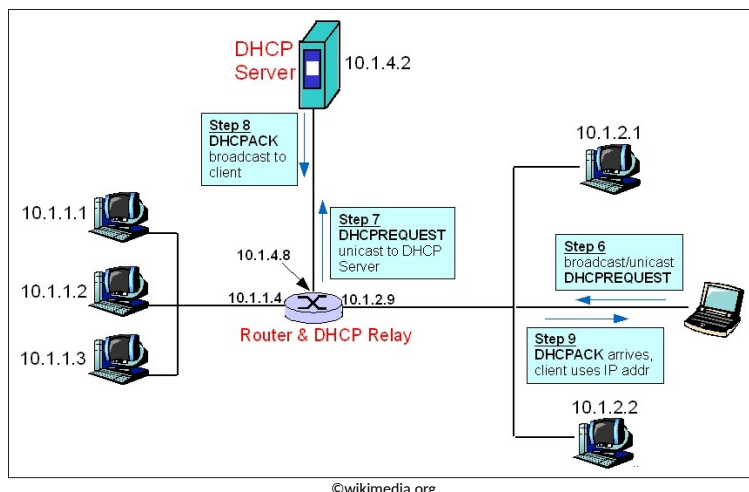 DHCP
Server
10.1.4.2
Step 8
DHCPACK
broadcast to
client
10.1.2.1
10.1.1.1
Step 7
DHCPREQUEST
unicast to DHCP
Server
Step 6
broadcast/unicast
DHCPREQUEST
10.1.4.8
10.1.1.2
10.1.1.4
10.1.2.9
Router & DHCP Relay
Step 9
DHCPACK arrives,
client uses IP addr
10.1.1.3
10.1.2.2
©wikimedia.org